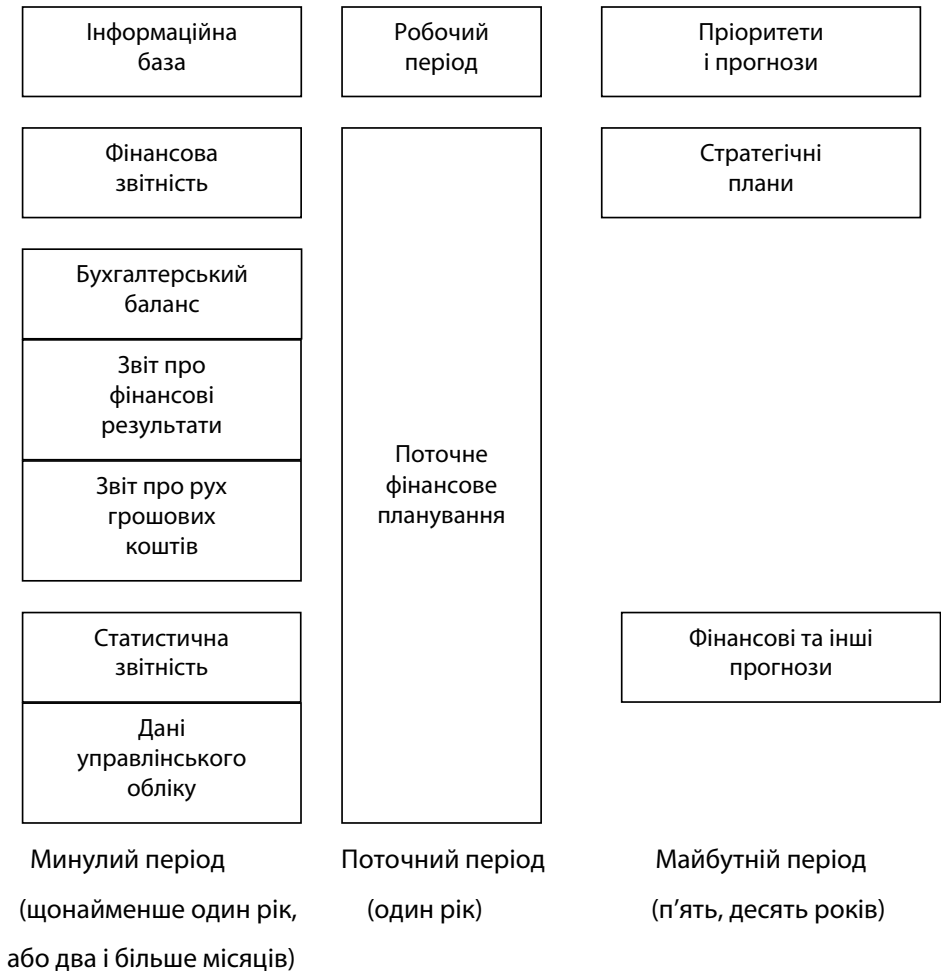 Інформаційна
база
Робочий
період
Пріоритети
і прогнози
Фінансова
звітність
Стратегічні
плани
Бухгалтерський
баланс
Звіт про
фінансові
результати
Звіт про рух
грошових
коштів
Поточне
фінансове
планування
Статистична
звітність
Фінансові та інші
прогнози
Дані
управлінського
обліку
Минулий період
(щонайменше один рік,
або два і більше місяців)
Поточний період
(один рік)
Майбутній період
(п’ять, десять років)